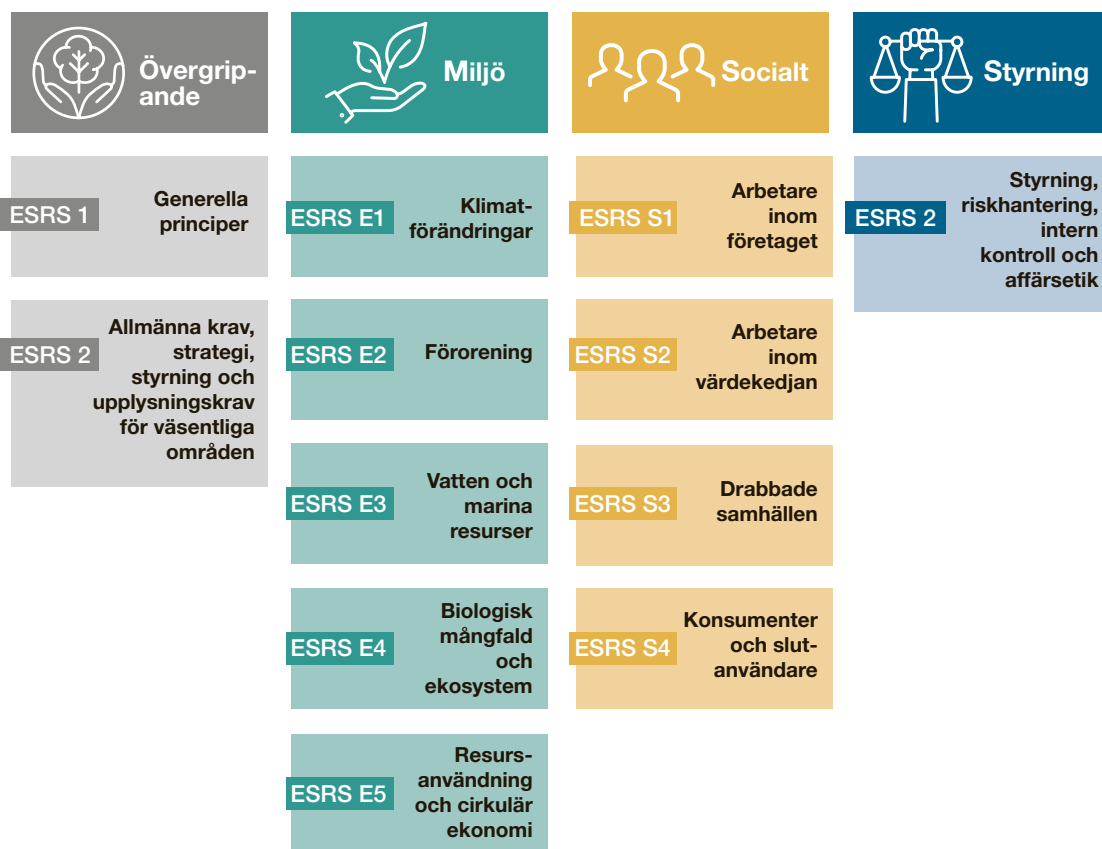 Övergrip-
ande
ESRS 1
Generella
principer
ESRS 2
Allmänna krav,
strategi,
styrning och
upplysningskrav
för väsentliga
områden
Miljö
ESRS E1
Klimat-
förändringar
ESRS E2
Förorening
ESRS E3
Vatten och
marina
resurser
ESRS E4
Biologisk
mångfald
och
ekosystem
ESRS E5
Resurs-
användning
och cirkulär
ekonomi
Socialt
ESRS S1
Arbetare
inom
företaget
ESRS S2
Arbetare
inom
värdekedjan
ESRS S3
Drabbade
samhällen
ESRS S4
Konsumenter
och slut-
användare
Styrning
ESRS 2
Styrning,
riskhantering,
intern
kontroll och
affärsetik